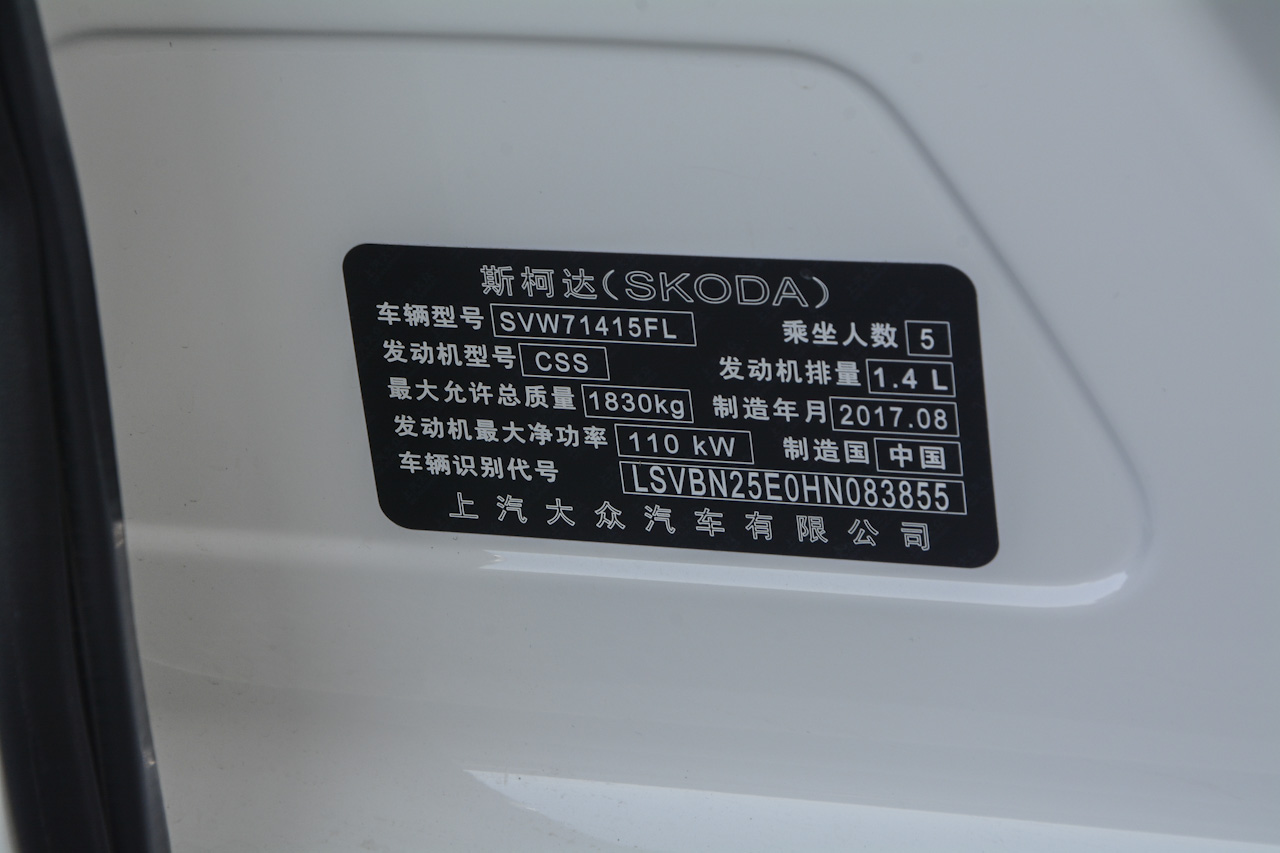 斯柯达(SKODA)
车辆型号 SVW71415FL 乘坐人数 5
发动机型号 CSS 发动机排量 1.4 L
最大允许总质量 1830kg 制造年月 2017.08
发动机最大净功率 110 kW 制造国 中国
车辆识别代号 LSVBN25E0HN083855
上汽大众汽车有限公司